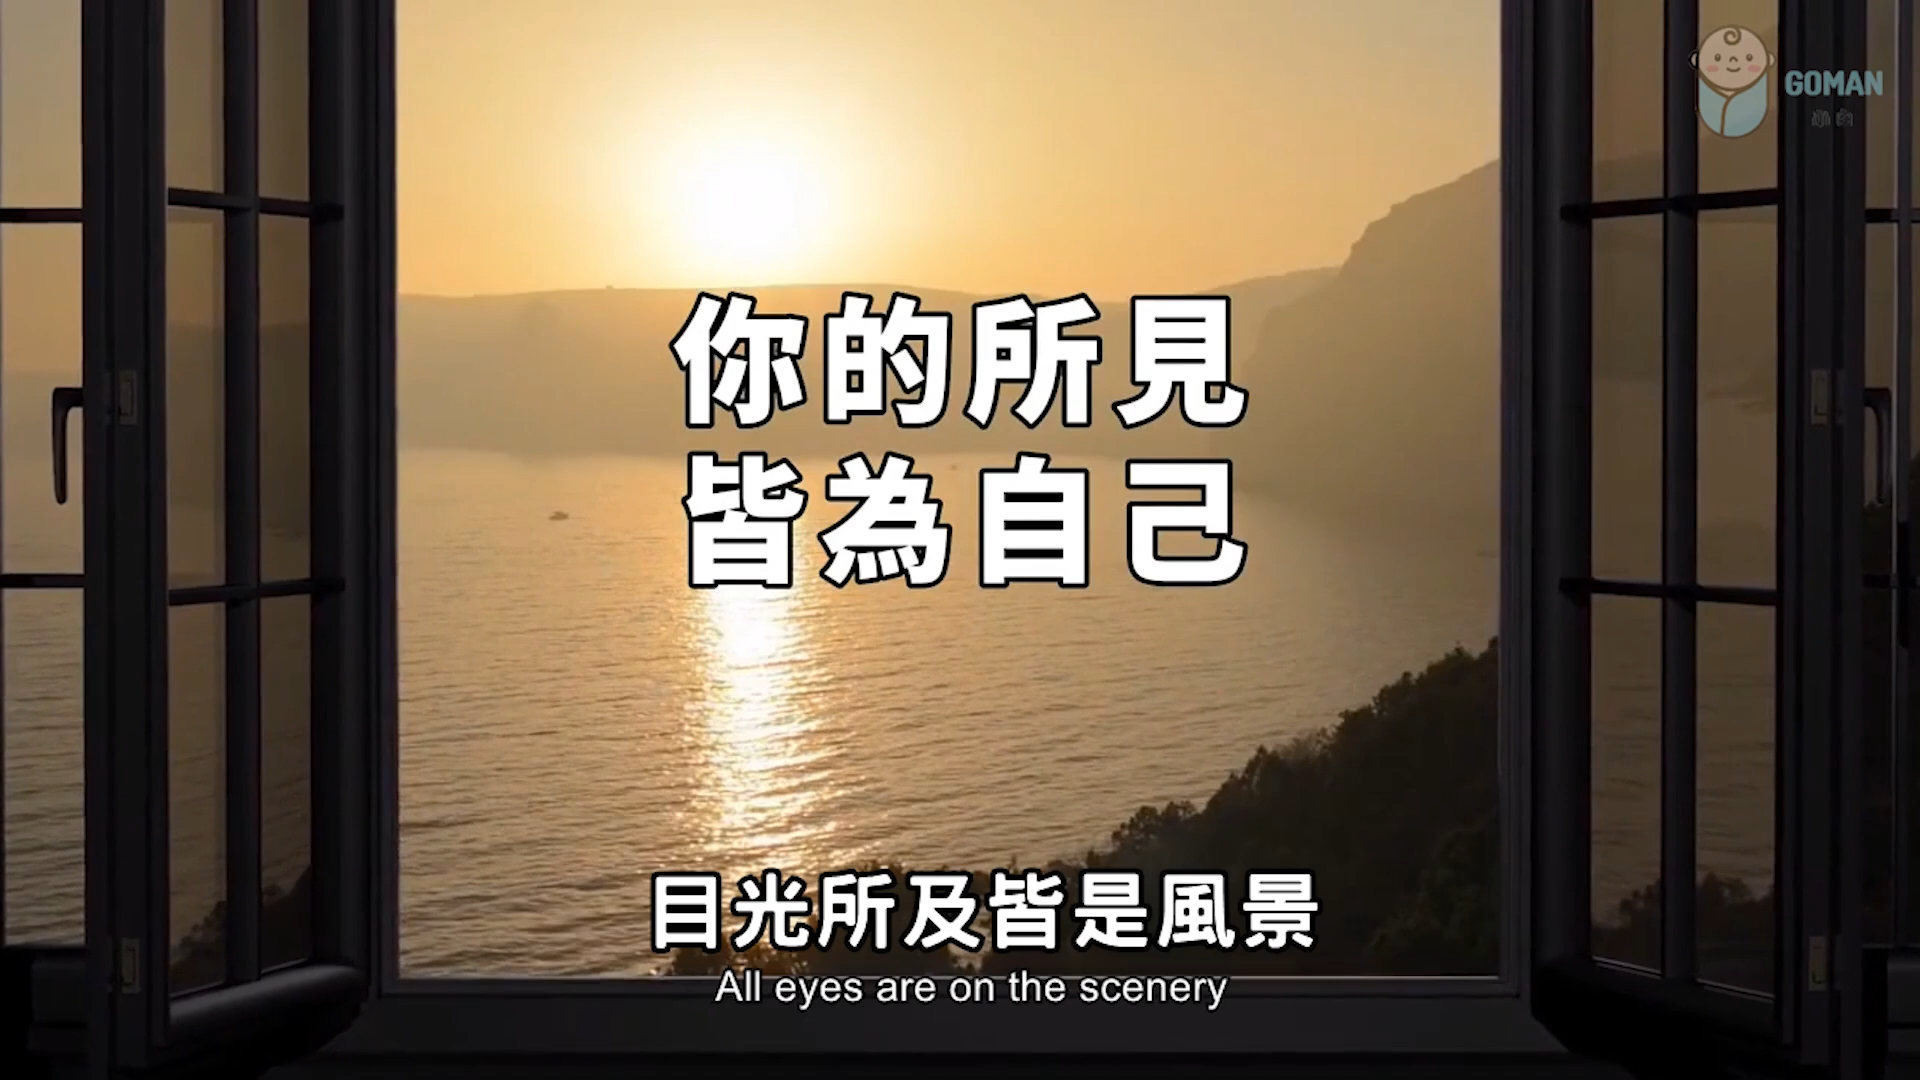 GOMAN
你的所見
皆為自己
目光所及皆是風景
All eyes are on the scenery